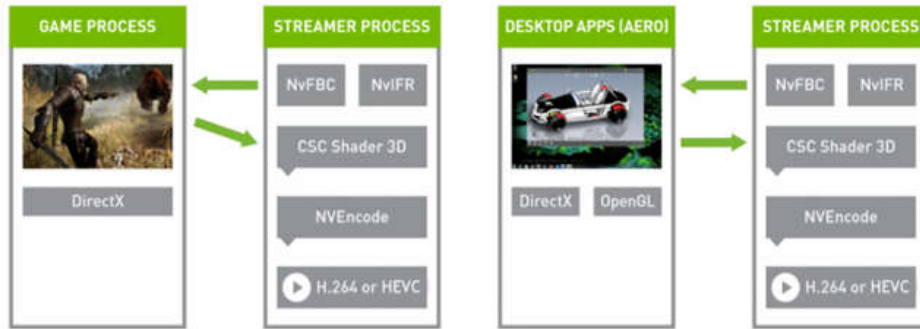 GAME PROCESS
DirectX
STREAMER PROCESS
NvFBC
NvIFR
CSC Shader 3D
NVEncode
H.264 or HEVC
DESKTOP APPS (AERO)
DirectX
OpenGL
STREAMER PROCESS
NvFBC
NvIFR
CSC Shader 3D
NVEncode
H.264 or HEVC